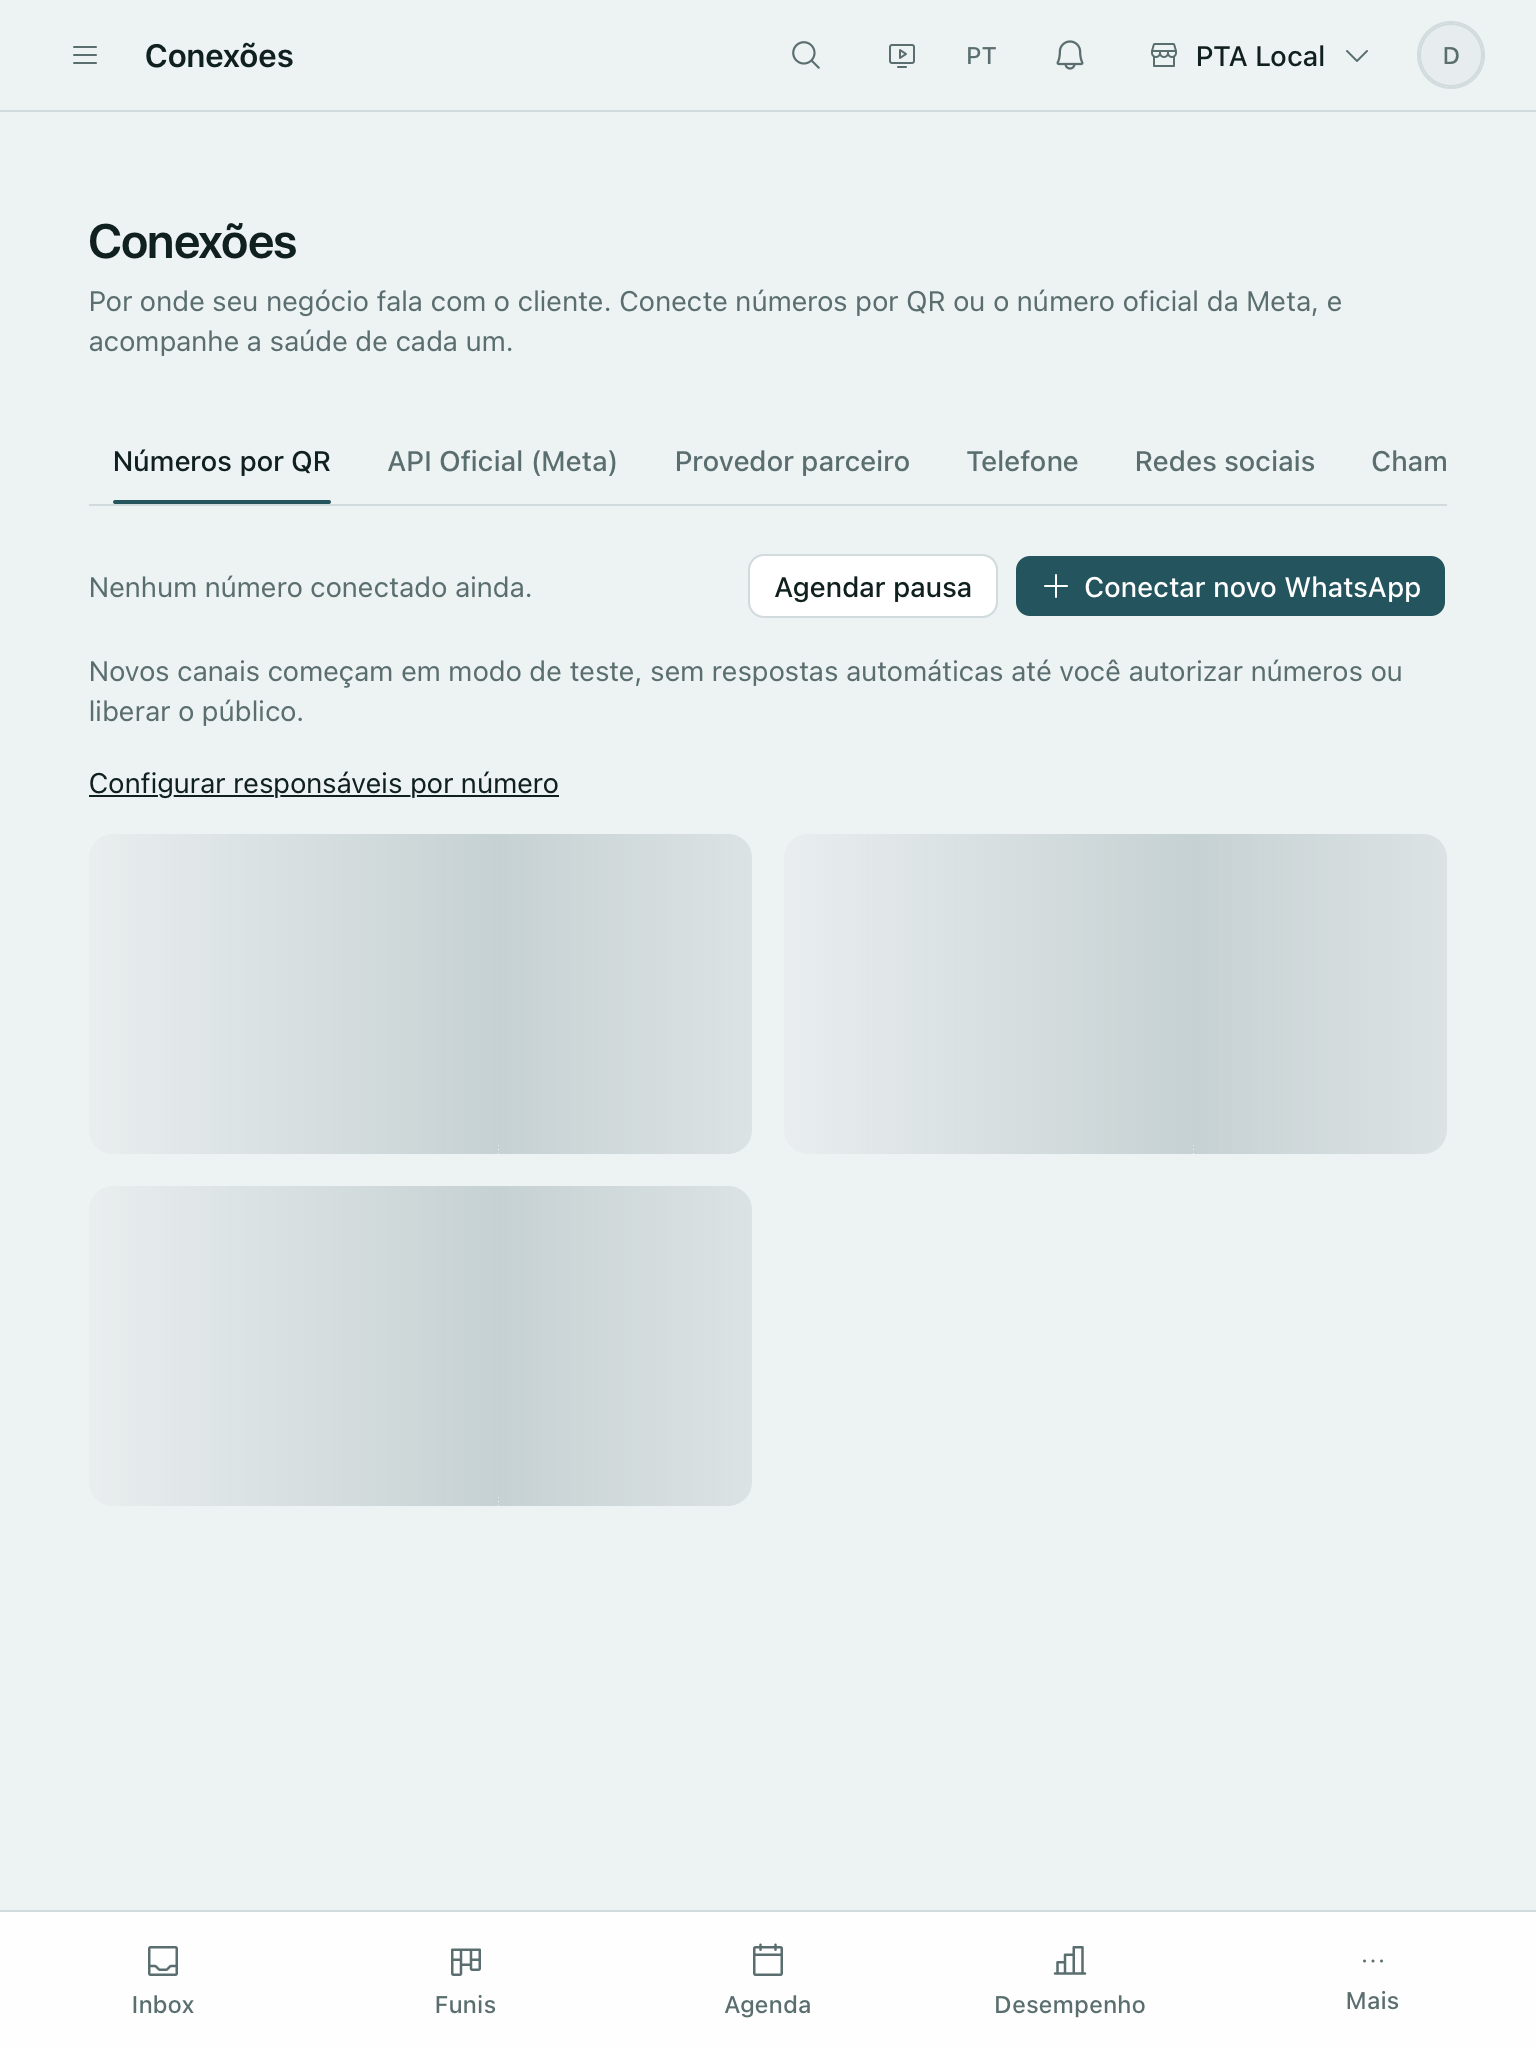 Conexões
PT
PTA Local
D
Conexões
Por onde seu negócio fala com o cliente. Conecte números por QR ou o número oficial da Meta, e
acompanhe a saúde de cada um.
Números por QR
API Oficial (Meta)
Provedor parceiro
Telefone
Redes sociais
Cham
Nenhum número conectado ainda.
Agendar pausa
Conectar novo WhatsApp
Novos canais começam em modo de teste, sem respostas automáticas até você autorizar números ou
liberar o público.
Configurar responsáveis por número
Inbox
Funis
Agenda
Desempenho
Mais